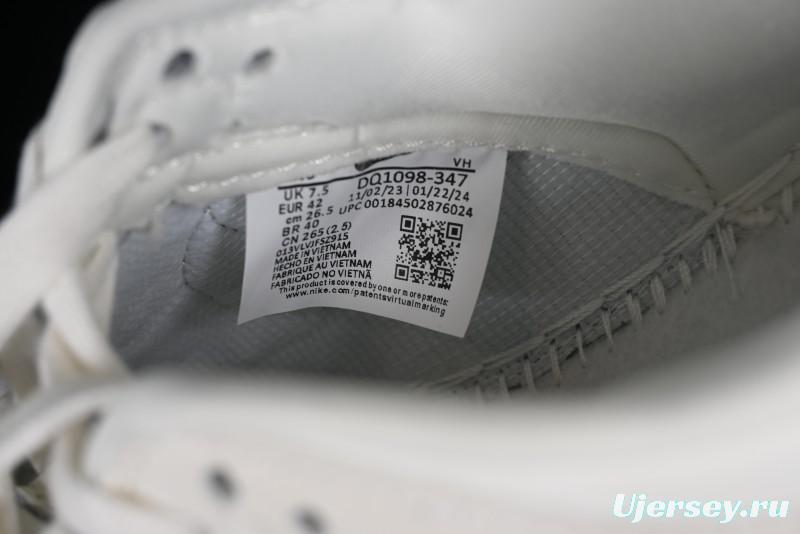 VH
UK 7.5 DQ1098-347
EUR 42 11/02/23 | 01/22/24
cm 26.5 UPC 00184502876024
BR 40
CN 265(2.5)
013VLVJFSZ91S
MADE IN VIETNAM
HECHO EN VIETNAM
FABRIQUE AU VIETNAM
FABRICADO NO VIETNÃ
This product is covered by one or more patents:
www.nike.com/patentsvirtualmarking
Ujersey.ru